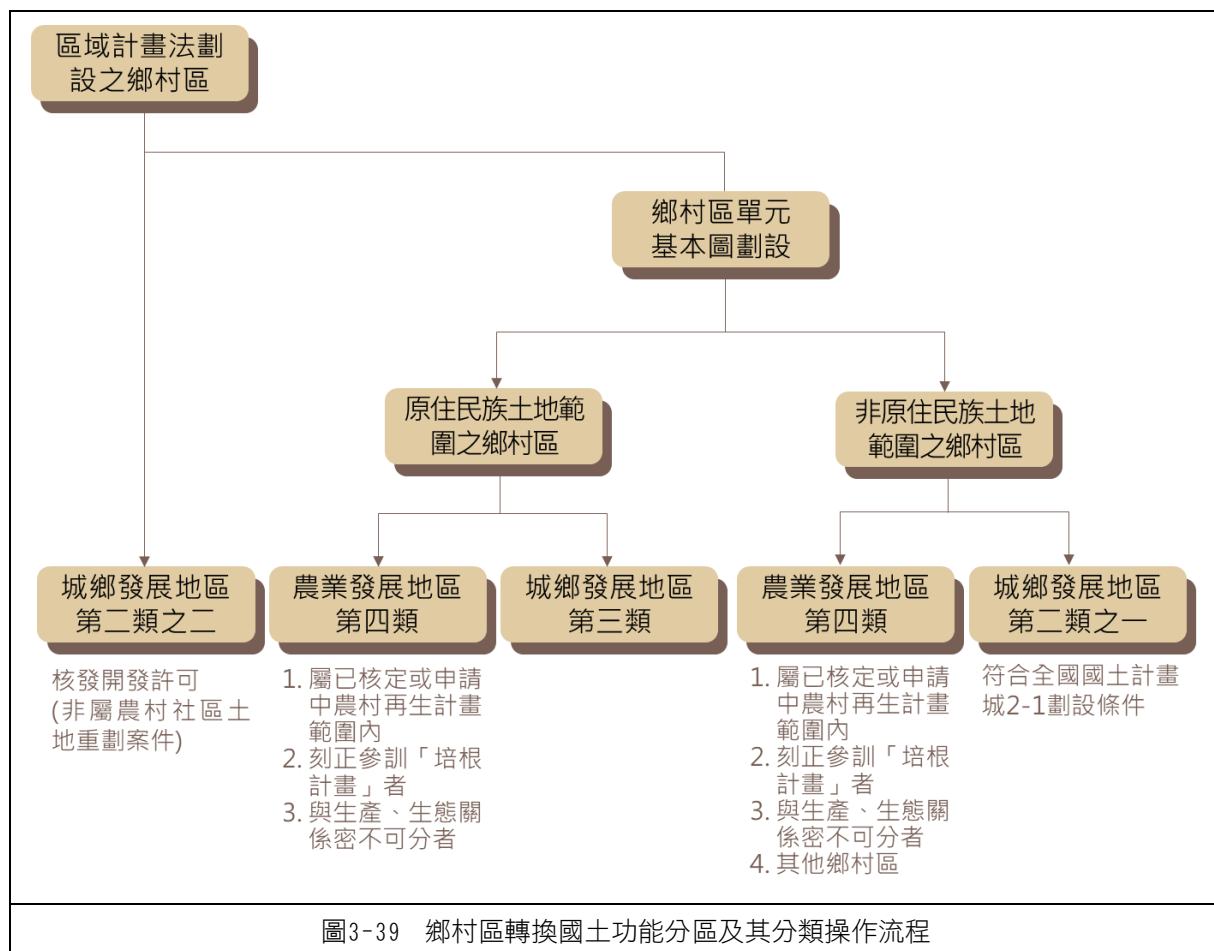 區域計畫法劃
設之鄉村區
鄉村區單元
基本圖劃設
原住民族土地範
圍之鄉村區
非原住民族土地
範圍之鄉村區
城鄉發展地區
第二類之二
農業發展地區
第四類
城鄉發展地區
第三類
農業發展地區
第四類
城鄉發展地區
第二類之一
核發開發許可
(非屬農村社區土
地重劃案件)
1. 屬已核定或申請
中農村再生計畫
範圍內
2. 刻正參訓「培根
計畫」者
3. 與生產、生態關
係密不可分者
1. 屬已核定或申請
中農村再生計畫
範圍內
2. 刻正參訓「培根
計畫」者
3. 與生產、生態關
係密不可分者
4. 其他鄉村區
符合全國國土計畫
城2-1劃設條件
圖3-39 鄉村區轉換國土功能分區及其分類操作流程